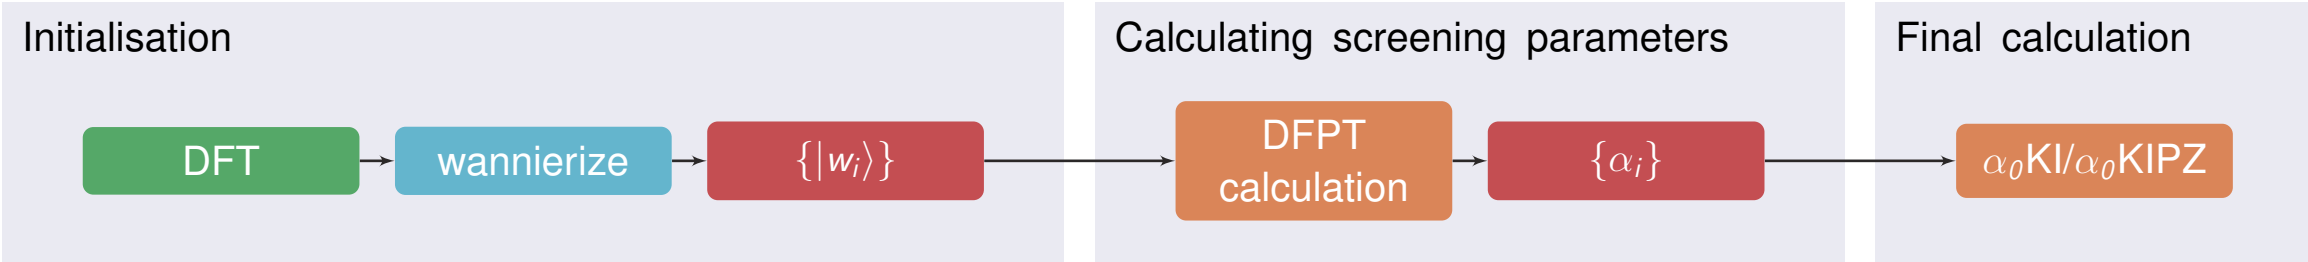 Initialisation
DFT
wannierize
{|wᵢ⟩}
Calculating screening parameters
DFPT
calculation
{αᵢ}
Final calculation
α₀KI/α₀KIPZ